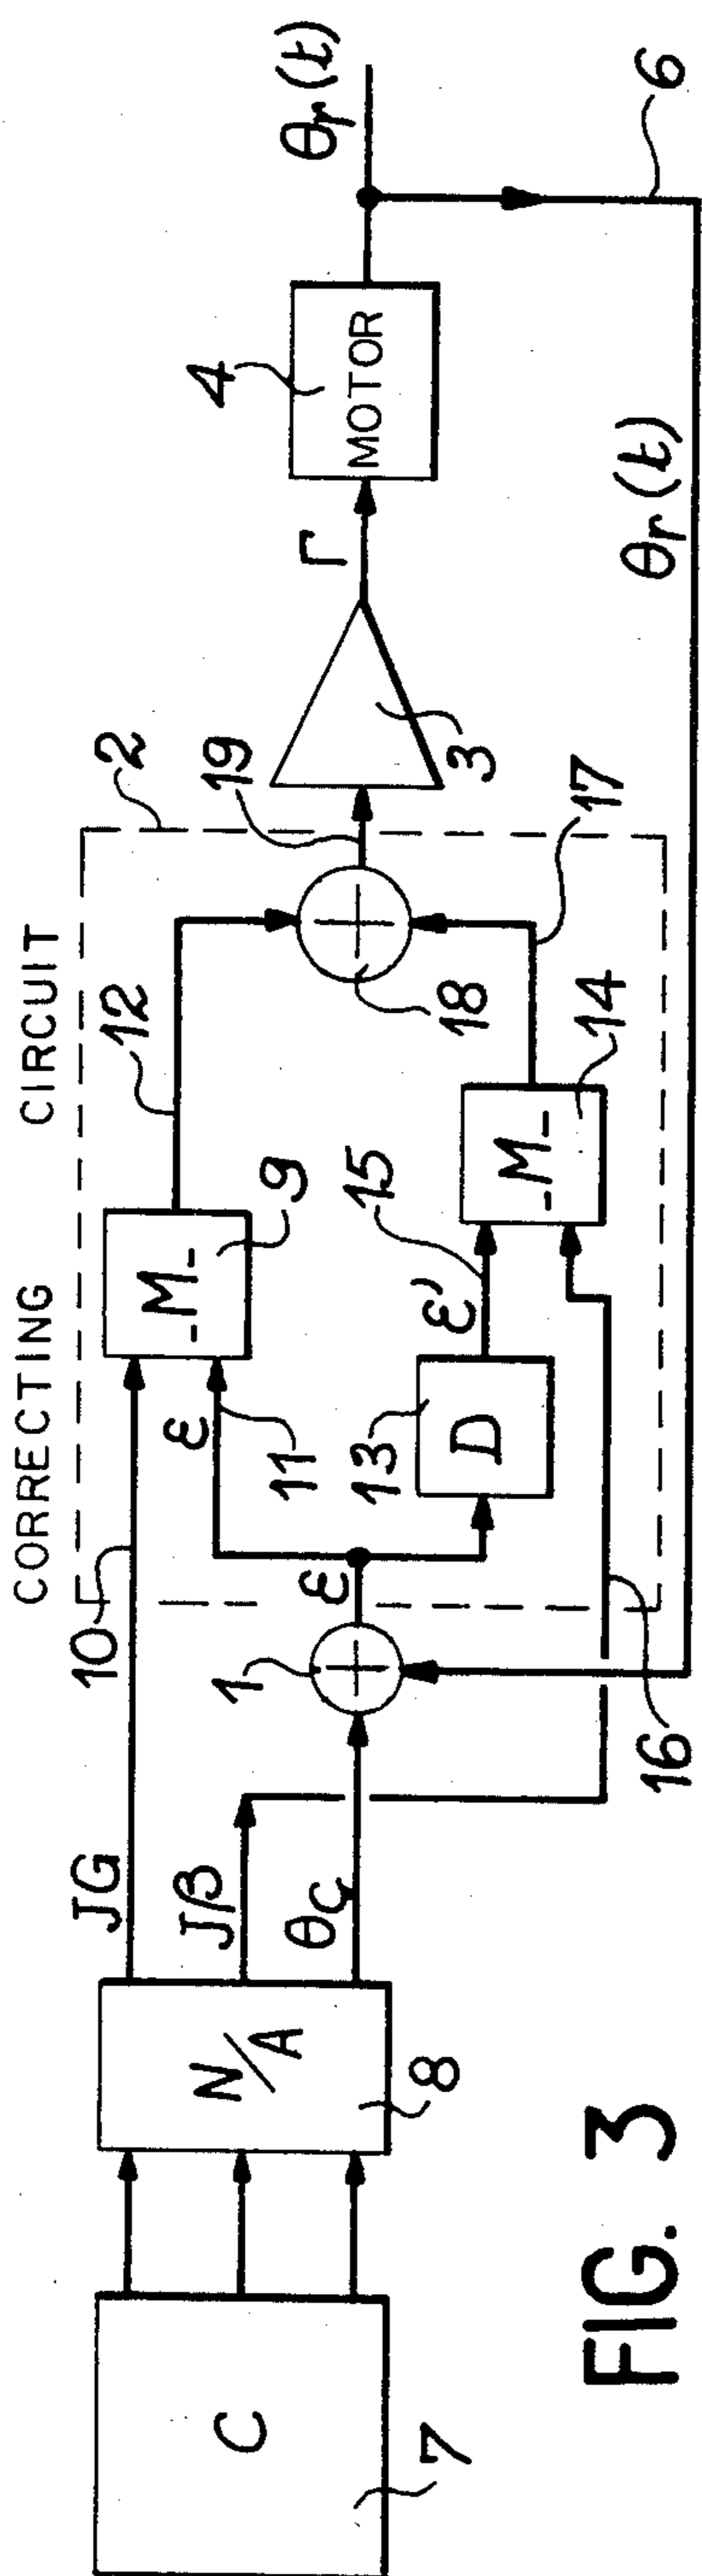 CORRECTING CIRCUIT
C
7
N/A
8
JG
Jβ
θc
10
1
ε
ε
11
-M-
9
12
13
D
ε'
15
-M-
14
16
17
18
19
2
3
Γ
4
MOTOR
θr(t)
θr(t)
6
FIG. 3